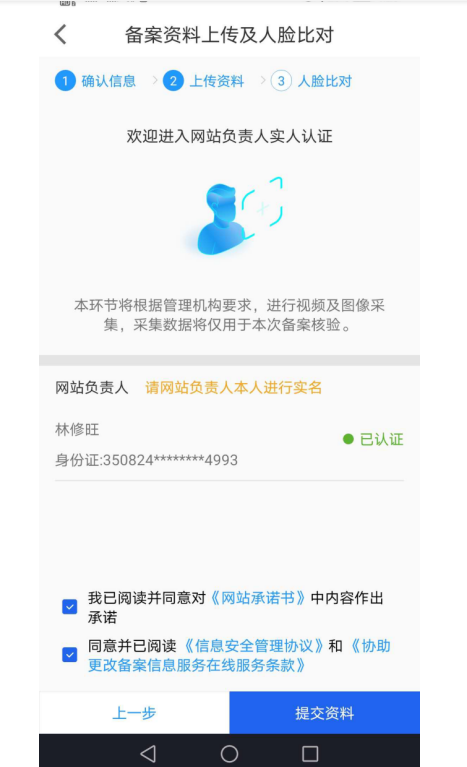 备案资料上传及人脸比对
1 确认信息 2 上传资料 3 人脸比对
欢迎进入网站负责人实人认证
本环节将根据管理机构要求，进行视频及图像采
集，采集数据将仅用于本次备案核验。
网站负责人 请网站负责人本人进行实名
林修旺
已认证
身份证:350824********4993
我已阅读并同意对《网站承诺书》中内容作出
承诺
同意并已阅读《信息安全管理协议》和《协助
更改备案信息服务在线服务条款》
上一步 提交资料